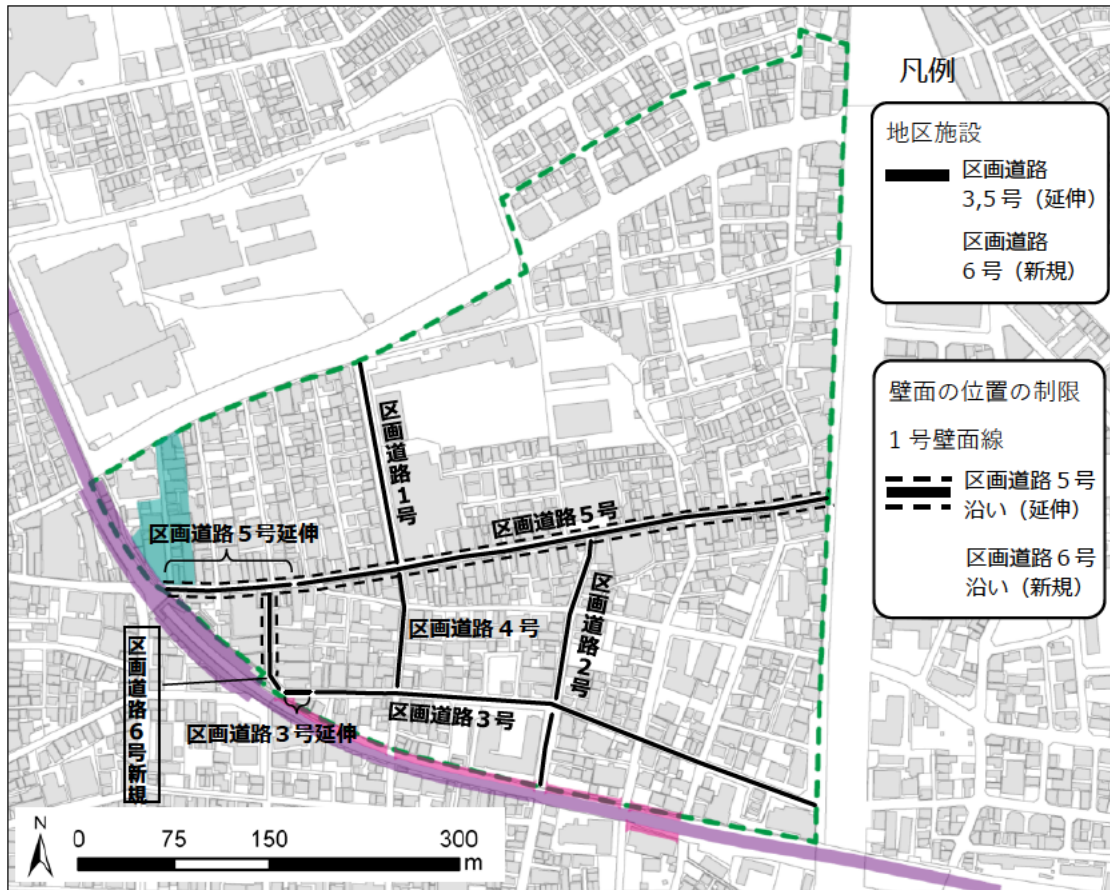 凡例
地区施設
区画道路
3,5号（延伸）
区画道路
6号（新規）
壁面の位置の制限
1号壁面線
区画道路5号
沿い（延伸）
区画道路6号
沿い（新規）
区画道路1号
区画道路5号延伸
区画道路5号
区画道路4号
区画道路2号
区画道路6号新規
区画道路3号
区画道路3号延伸
N
0 75 150 300
m